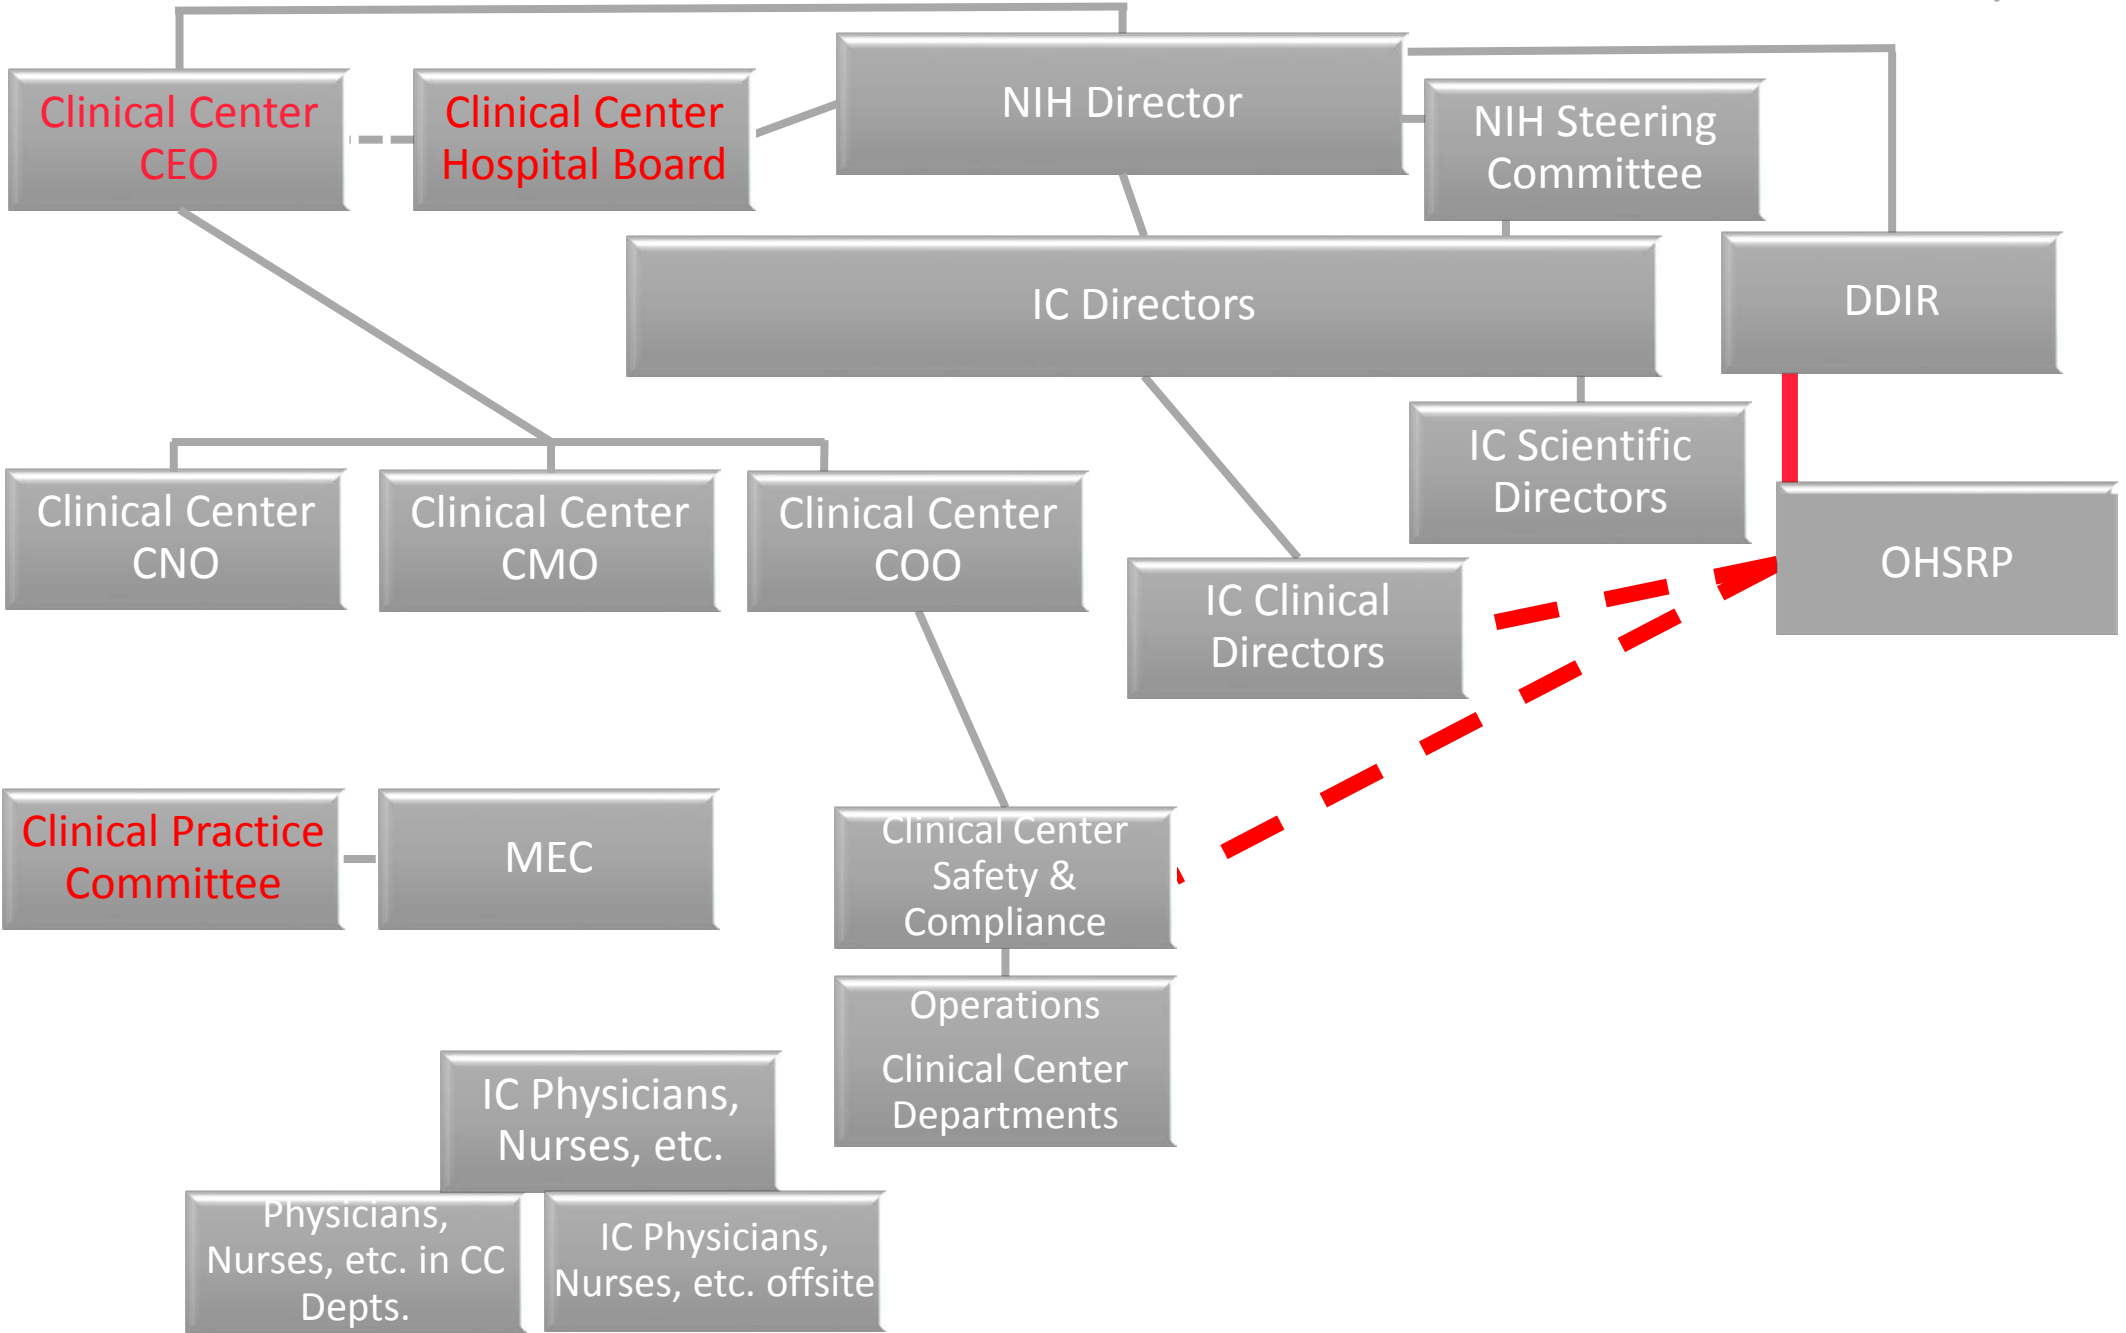 NIH Director
Clinical Center
CEO
Clinical Center
Hospital Board
NIH Steering
Committee
IC Directors
DDIR
IC Scientific
Directors
Clinical Center
CNO
Clinical Center
CMO
Clinical Center
COO
OHSRP
IC Clinical
Directors
Clinical Practice
Committee
MEC
Clinical Center
Safety &
Compliance
Operations
Clinical Center
Departments
IC Physicians,
Nurses, etc.
Physicians,
Nurses, etc. in CC
Depts.
IC Physicians,
Nurses, etc. offsite